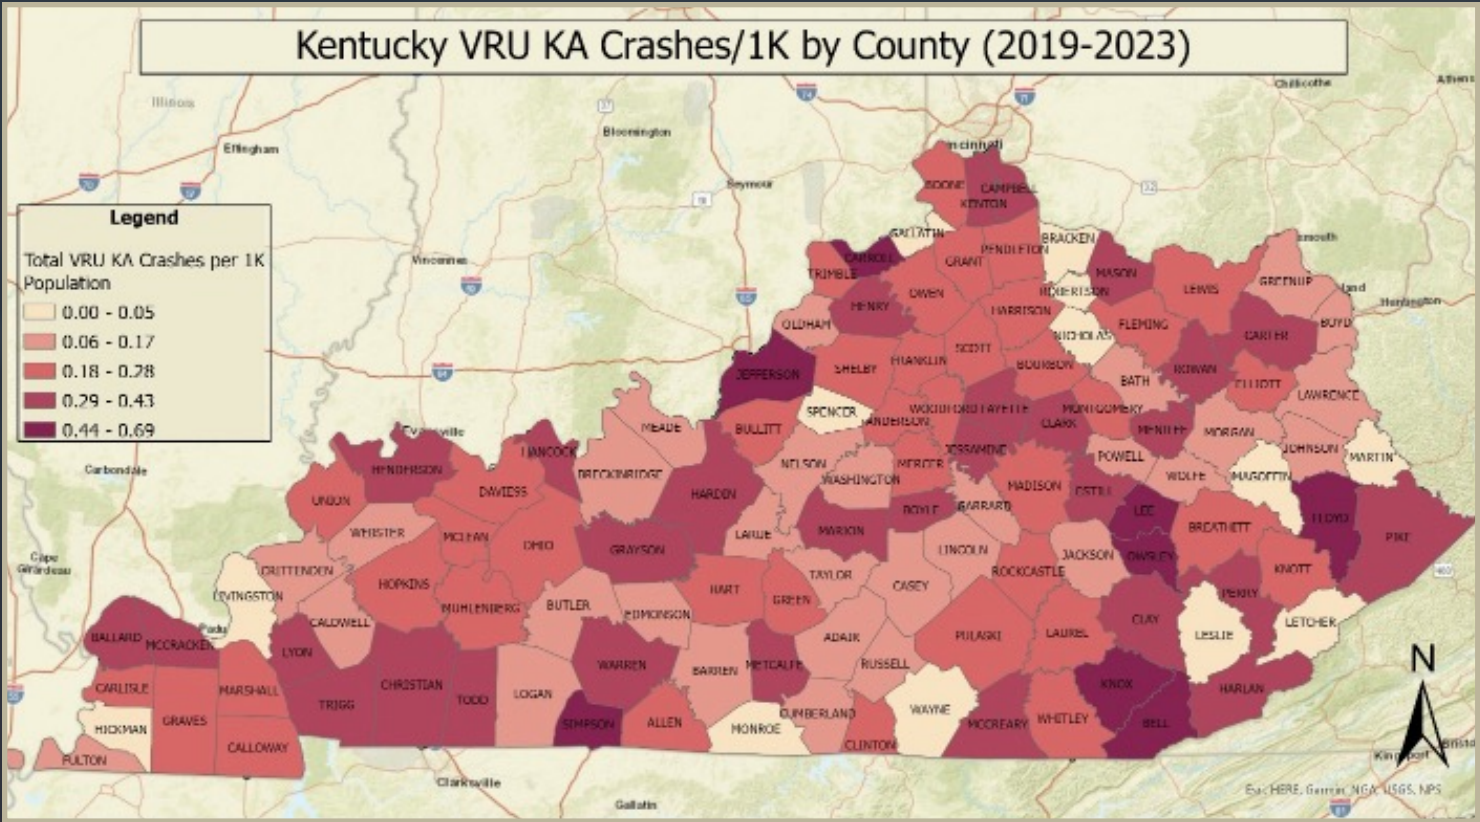 Kentucky VRU KA Crashes/1K by County (2019-2023)
Illinois
Effingham
Bloomington
Seymour
Vincennes
Chillicothe
Athens
Huntington
Evansville
Carbondale
Cape
Girardeau
Clarksville
Gallatin
70
57
74
71
65
64
Legend
Total VRU KA Crashes per 1K
Population
0.00 - 0.05
0.06 - 0.17
0.18 - 0.28
0.29 - 0.43
0.44 - 0.69
BOONE
CAMPBELL
KENTON
GALLATIN
CARROLL
TRIMBLE
GRANT
PENDLETON
BRACKEN
MASON
ROBERTSON
LEWIS
GREENUP
HENRY
OWEN
HARRISON
OLDHAM
NICHOLAS
FLEMING
CARTER
BOYD
JEFFERSON
SHELBY
FRANKLIN
SCOTT
BOURBON
BATH
ROWAN
ELLIOTT
LAWRENCE
SPENCER
ANDERSON
WOODFORD
FAYETTE
CLARK
MONTGOMERY
MENIFEE
MORGAN
JOHNSON
MARTIN
MEADE
BULLITT
NELSON
WASHINGTON
MERCER
JESSAMINE
MADISON
POWELL
WOLFE
MAGOFFIN
HANCOCK
HENDERSON
UNION
DAVIESS
BRECKINRIDGE
HARDIN
LARUE
MARION
BOYLE
GARRARD
ESTILL
LEE
BREATHITT
FLOYD
PIKE
WEBSTER
MCLEAN
OHIO
GRAYSON
CRITTENDEN
HOPKINS
MUHLENBERG
BUTLER
EDMONSON
HART
GREEN
TAYLOR
CASEY
LINCOLN
ROCKCASTLE
JACKSON
OWSLEY
PERRY
KNOTT
LIVINGSTON
CALDWELL
LYON
BALLARD
MCCRACKEN
WARREN
BARREN
METCALFE
ADAIR
RUSSELL
PULASKI
LAUREL
CLAY
LESLIE
LETCHER
CARLISLE
MARSHALL
TRIGG
CHRISTIAN
TODD
LOGAN
SIMPSON
ALLEN
MONROE
CUMBERLAND
CLINTON
WAYNE
MCCREARY
WHITLEY
KNOX
BELL
HARLAN
HICKMAN
GRAVES
CALLOWAY
FULTON
N
Esri, HERE, Garmin, NGA, USGS, NPS